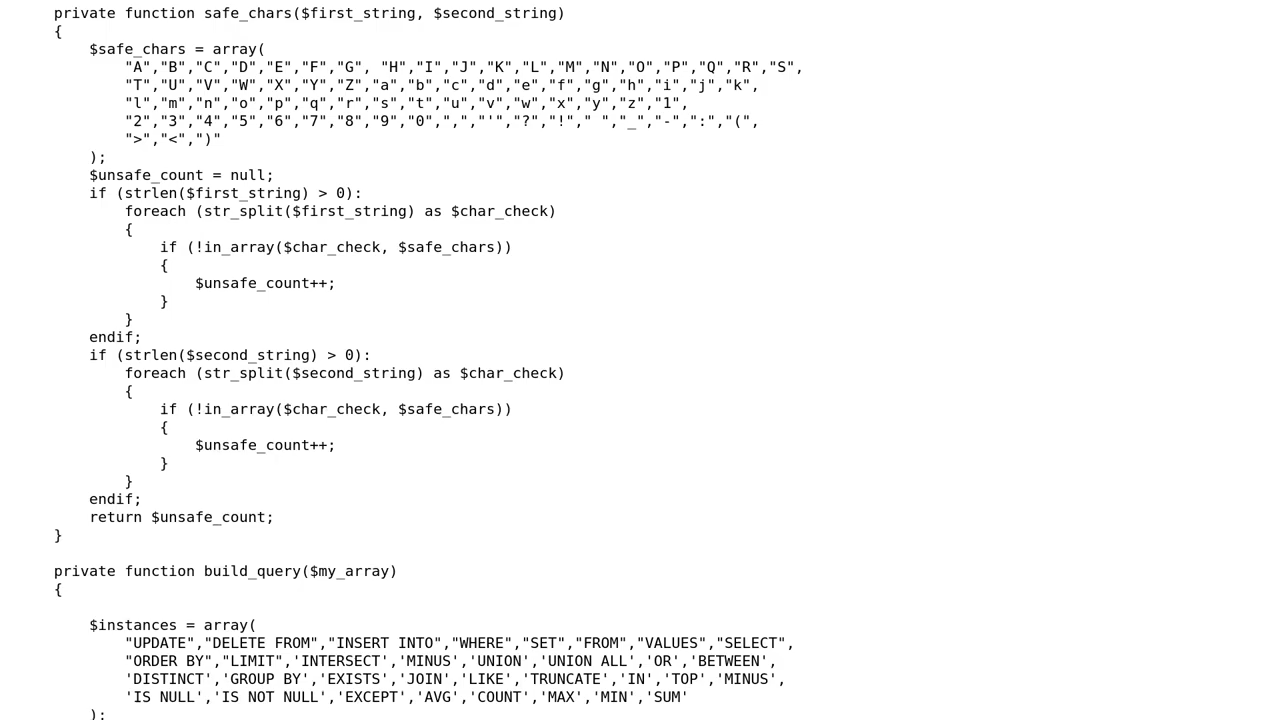 private function safe_chars($first_string, $second_string)
{
    $safe_chars = array(
        "A","B","C","D","E","F","G", "H","I","J","K","L","M","N","O","P","Q","R","S",
        "T","U","V","W","X","Y","Z","a","b","c","d","e","f","g","h","i","j","k",
        "l","m","n","o","p","q","r","s","t","u","v","w","x","y","z","1",
        "2","3","4","5","6","7","8","9","0",",","'","?","!"," ","_","-",":","(",
        ">","<",")"
    );
    $unsafe_count = null;
    if (strlen($first_string) > 0):
        foreach (str_split($first_string) as $char_check)
        {
            if (!in_array($char_check, $safe_chars))
            {
                $unsafe_count++;
            }
        }
    endif;
    if (strlen($second_string) > 0):
        foreach (str_split($second_string) as $char_check)
        {
            if (!in_array($char_check, $safe_chars))
            {
                $unsafe_count++;
            }
        }
    endif;
    return $unsafe_count;
}

private function build_query($my_array)
{

    $instances = array(
        "UPDATE","DELETE FROM","INSERT INTO","WHERE","SET","FROM","VALUES","SELECT",
        "ORDER BY","LIMIT",'INTERSECT','MINUS','UNION','UNION ALL','OR','BETWEEN',
        'DISTINCT','GROUP BY','EXISTS','JOIN','LIKE','TRUNCATE','IN','TOP','MINUS',
        'IS NULL','IS NOT NULL','EXCEPT','AVG','COUNT','MAX','MIN','SUM'
    );